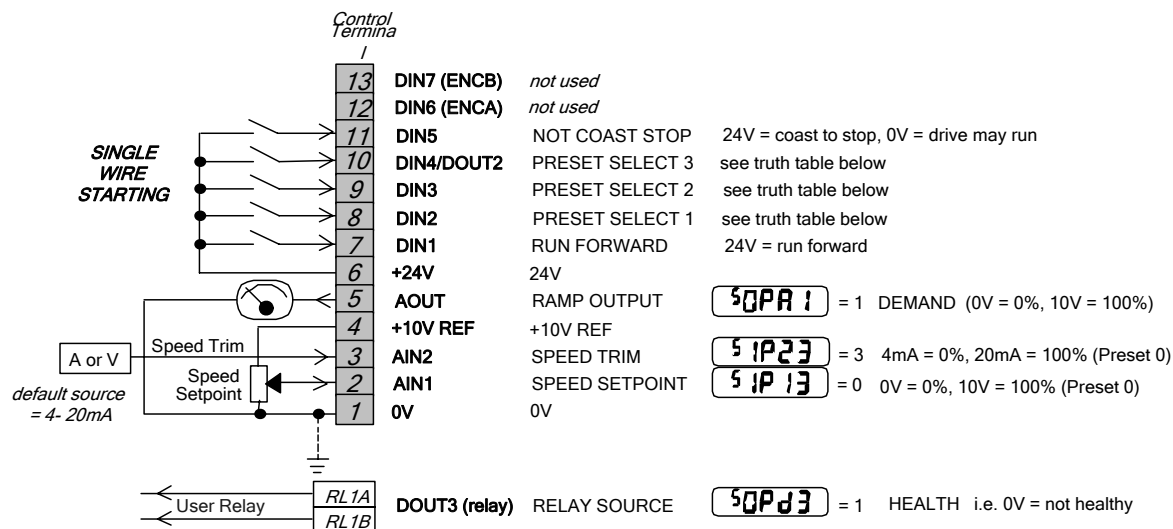 Control
Termina
l
13 DIN7 (ENCB) not used
12 DIN6 (ENCA) not used
11 DIN5 NOT COAST STOP 24V = coast to stop, 0V = drive may run
SINGLE
WIRE
STARTING
10 DIN4/DOUT2 PRESET SELECT 3 see truth table below
9 DIN3 PRESET SELECT 2 see truth table below
8 DIN2 PRESET SELECT 1 see truth table below
7 DIN1 RUN FORWARD 24V = run forward
6 +24V 24V
5 AOUT RAMP OUTPUT SOPA1 = 1 DEMAND (0V = 0%, 10V = 100%)
4 +10V REF +10V REF
A or V Speed Trim 3 AIN2 SPEED TRIM SIP23 = 3 4mA = 0%, 20mA = 100% (Preset 0)
default source
= 4- 20mA
Speed
Setpoint
2 AIN1 SPEED SETPOINT SIP13 = 0 0V = 0%, 10V = 100% (Preset 0)
1 0V 0V
User Relay RL1A DOUT3 (relay) RELAY SOURCE SOPd3 = 1 HEALTH i.e. 0V = not healthy
RL1B